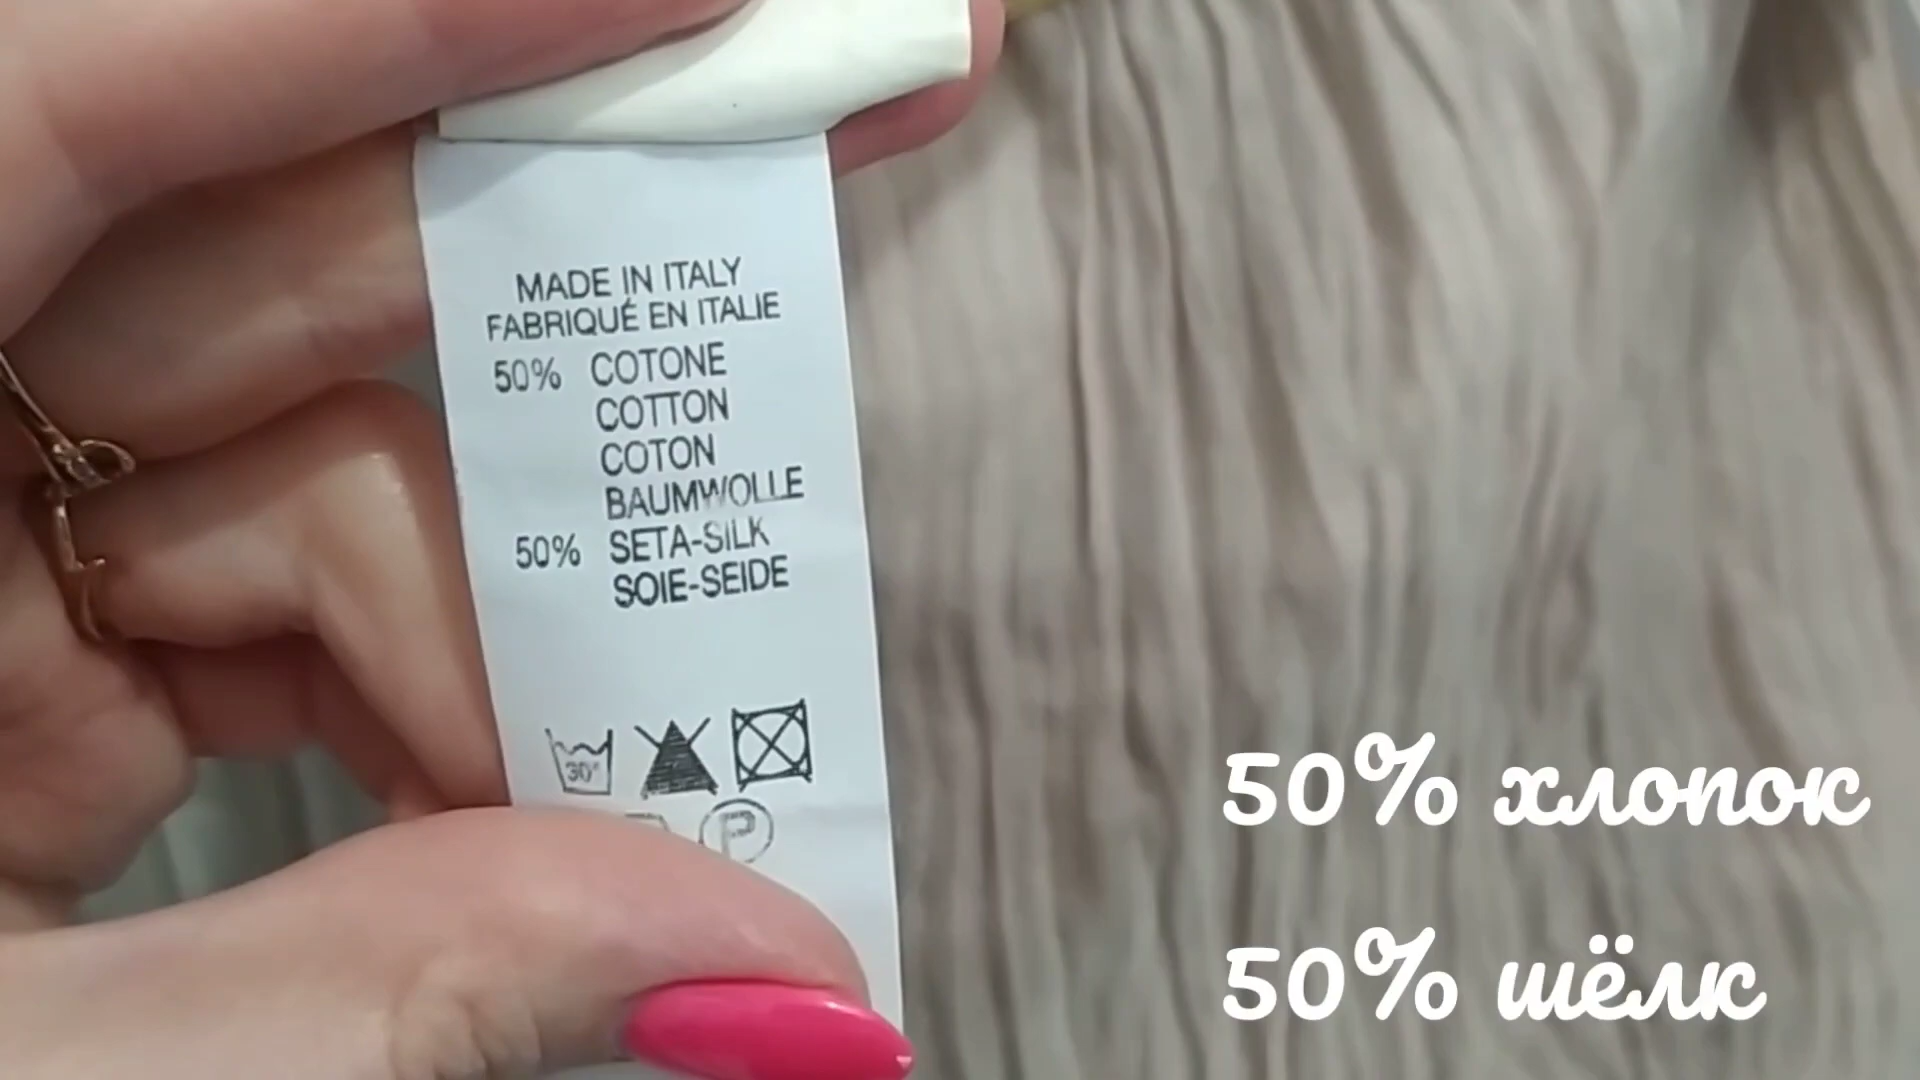 MADE IN ITALY
FABRIQUÉ EN ITALIE
50% COTONE
COTTON
COTON
BAUMWOLLE
50% SETA-SILK
SOIE-SEIDE
30°
P
50% хлопок
50% шёлк